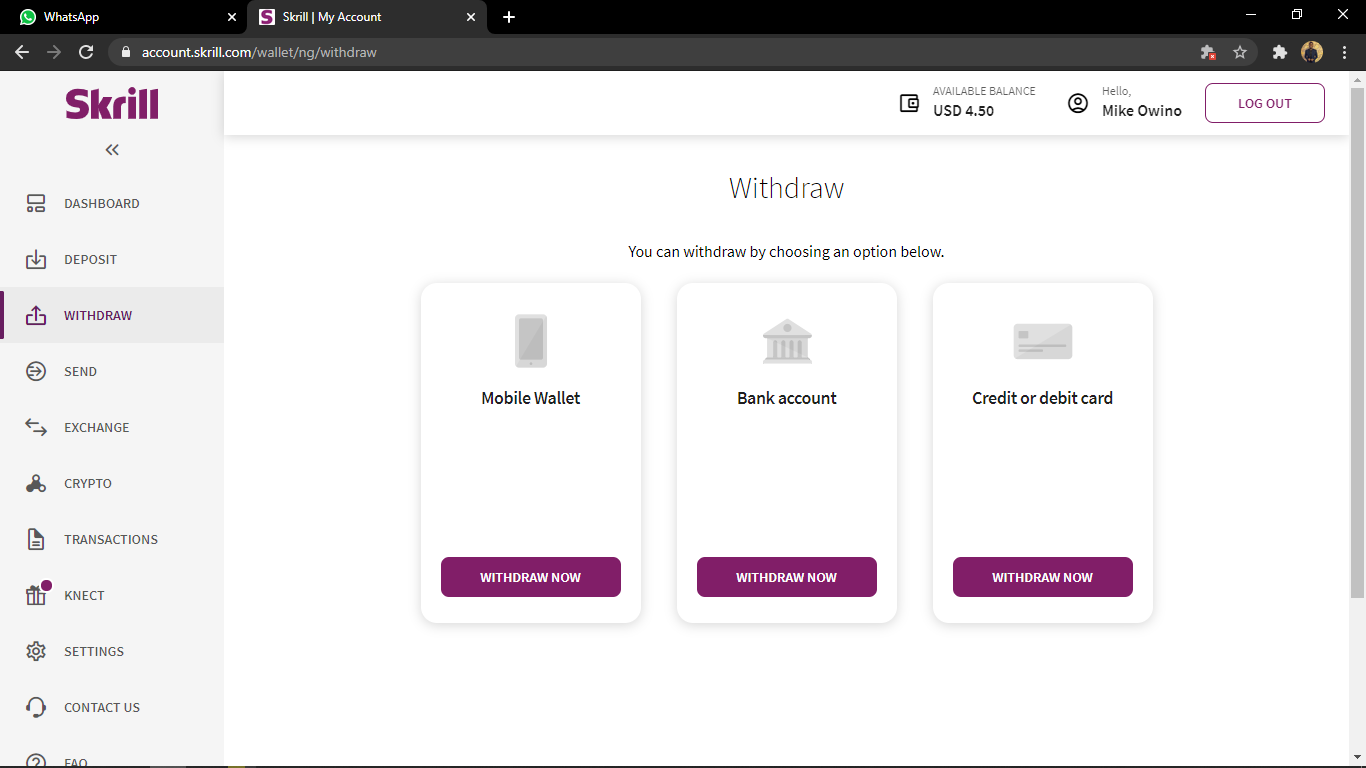 WhatsApp
Skrill | My Account
account.skrill.com/wallet/ng/withdraw
Skrill
AVAILABLE BALANCE
USD 4.50
Hello,
Mike Owino
LOG OUT
DASHBOARD
DEPOSIT
WITHDRAW
SEND
EXCHANGE
CRYPTO
TRANSACTIONS
KNECT
SETTINGS
CONTACT US
FAQ
Withdraw
You can withdraw by choosing an option below.
Mobile Wallet
WITHDRAW NOW
Bank account
WITHDRAW NOW
Credit or debit card
WITHDRAW NOW